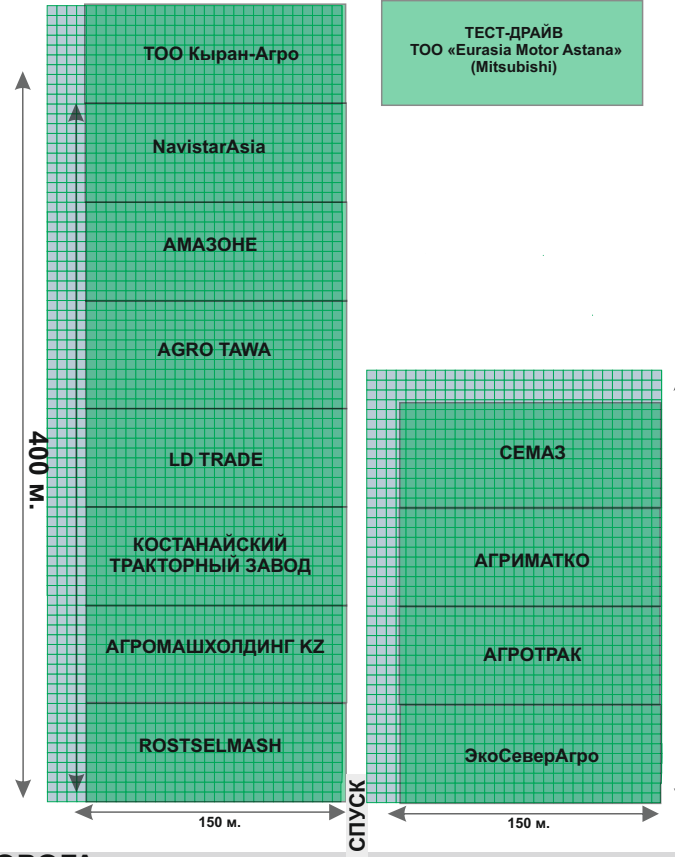 ТОО Кыран-Агро
ТЕСТ-ДРАЙВ
ТОО «Eurasia Motor Astana»
(Mitsubishi)
NavistarAsia
АМАЗОНЕ
AGRO TAWA
LD TRADE
400 м.
КОСТАНАЙСКИЙ
ТРАКТОРНЫЙ ЗАВОД
АГРОМАШХОЛДИНГ KZ
ROSTSELMASH
СЕМАЗ
АГРИМАТКО
АГРОТРАК
ЭкоСеверАгро
150 м.
СПУСК
150 м.